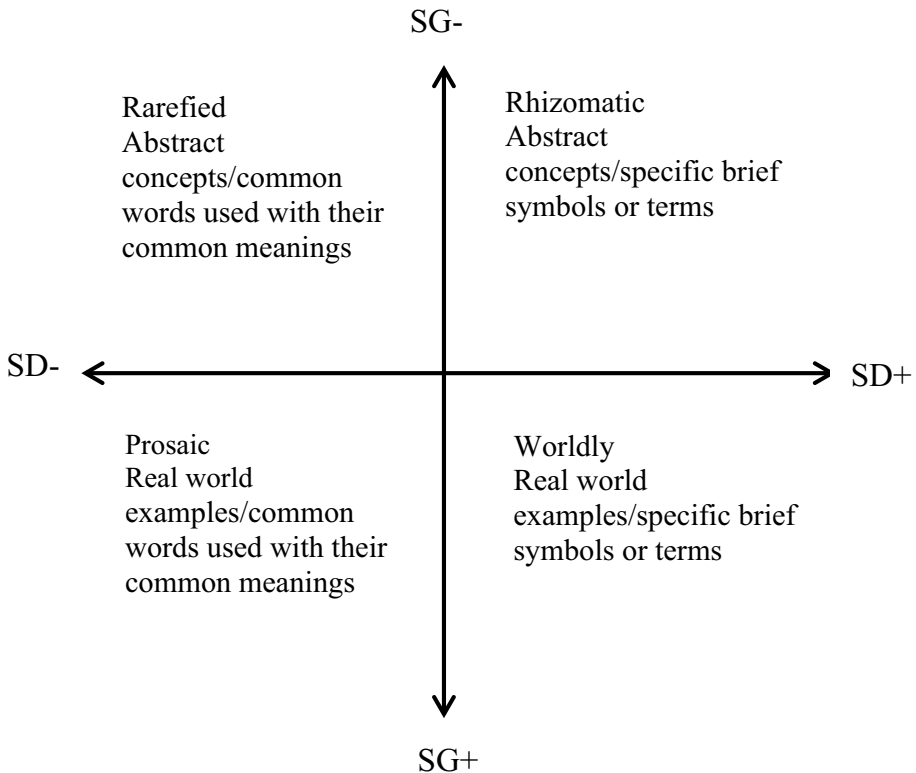 SG-
Rarefied
Abstract
concepts/common
words used with their
common meanings
Rhizomatic
Abstract
concepts/specific brief
symbols or terms
SD-
SD+
Prosaic
Real world
examples/common
words used with their
common meanings
Worldly
Real world
examples/specific brief
symbols or terms
SG+